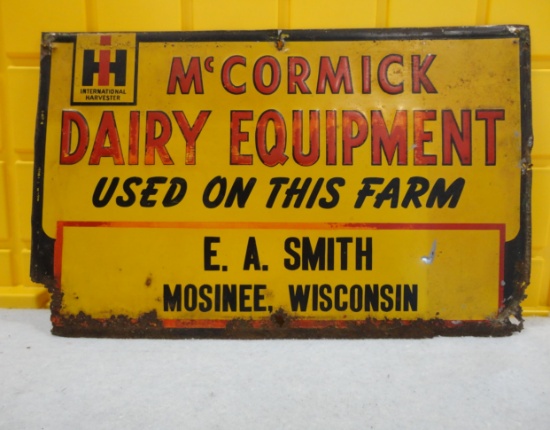 IH
INTERNATIONAL
HARVESTER
McCORMICK
DAIRY EQUIPMENT
USED ON THIS FARM
E. A. SMITH
MOSINEE, WISCONSIN